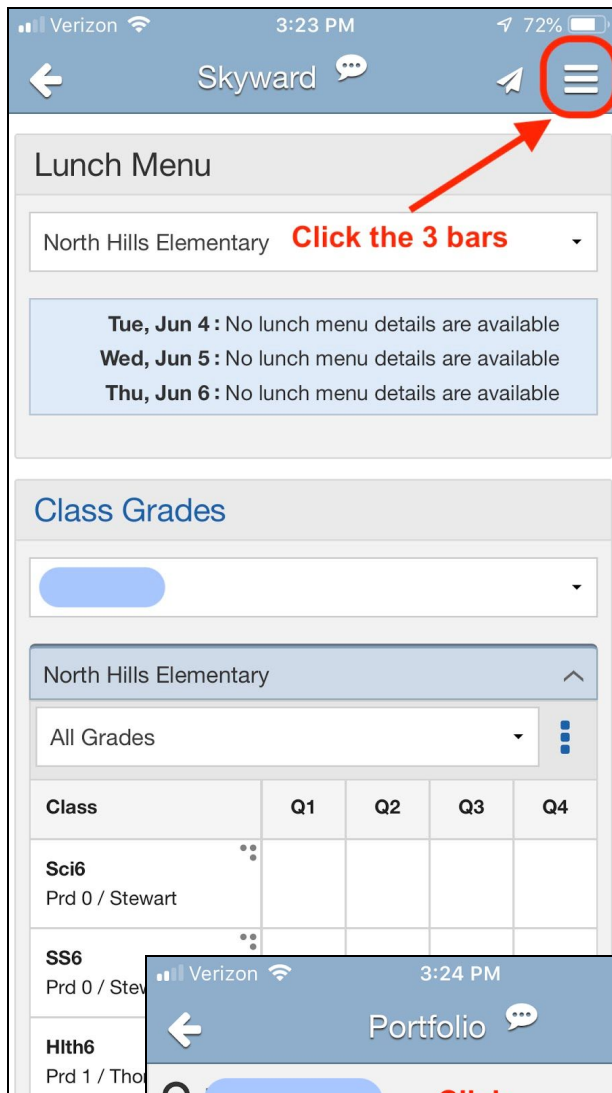 Verizon 3:23 PM 72%
Skyward
Lunch Menu
North Hills Elementary Click the 3 bars
Tue, Jun 4 : No lunch menu details are available
Wed, Jun 5 : No lunch menu details are available
Thu, Jun 6 : No lunch menu details are available
Class Grades
North Hills Elementary
All Grades
Class Q1 Q2 Q3 Q4
Sci6
Prd 0 / Stewart
SS6
Prd 0 /
Verizon 3:24 PM
Portfolio
Hlth6
Prd 1 /